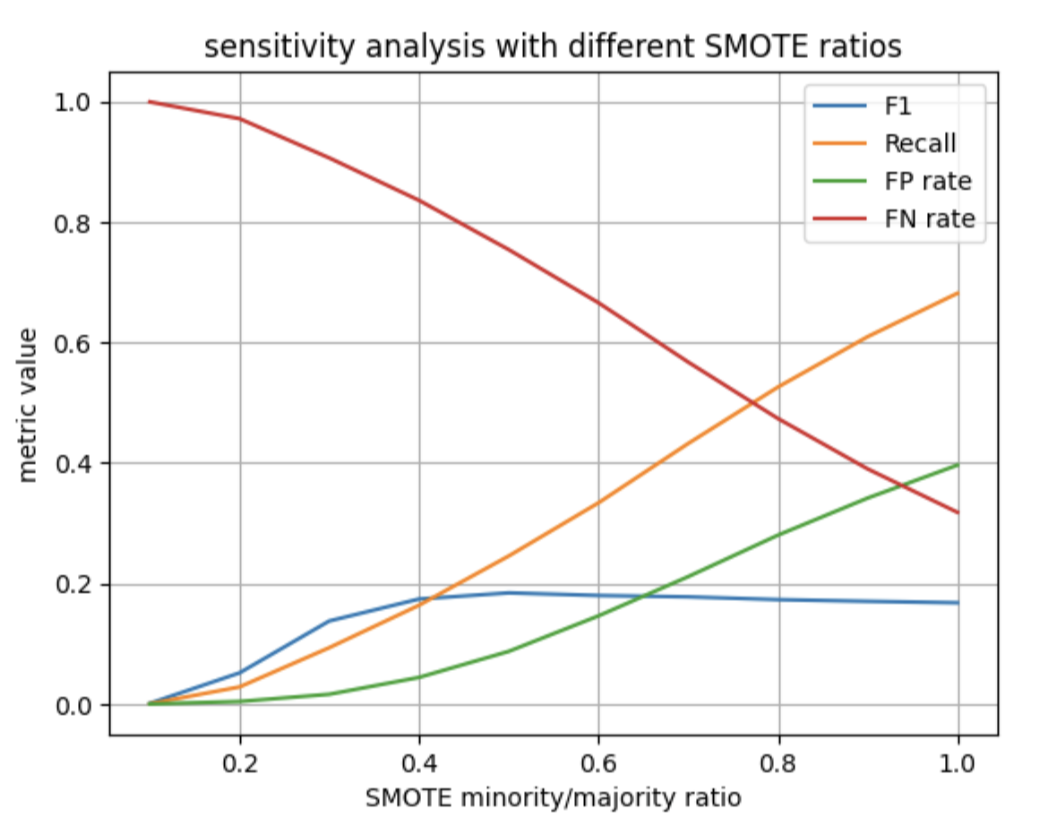 sensitivity analysis with different SMOTE ratios
F1
Recall
FP rate
FN rate
metric value
1.0
0.8
0.6
0.4
0.2
0.0
0.2
0.4
0.6
0.8
1.0
SMOTE minority/majority ratio